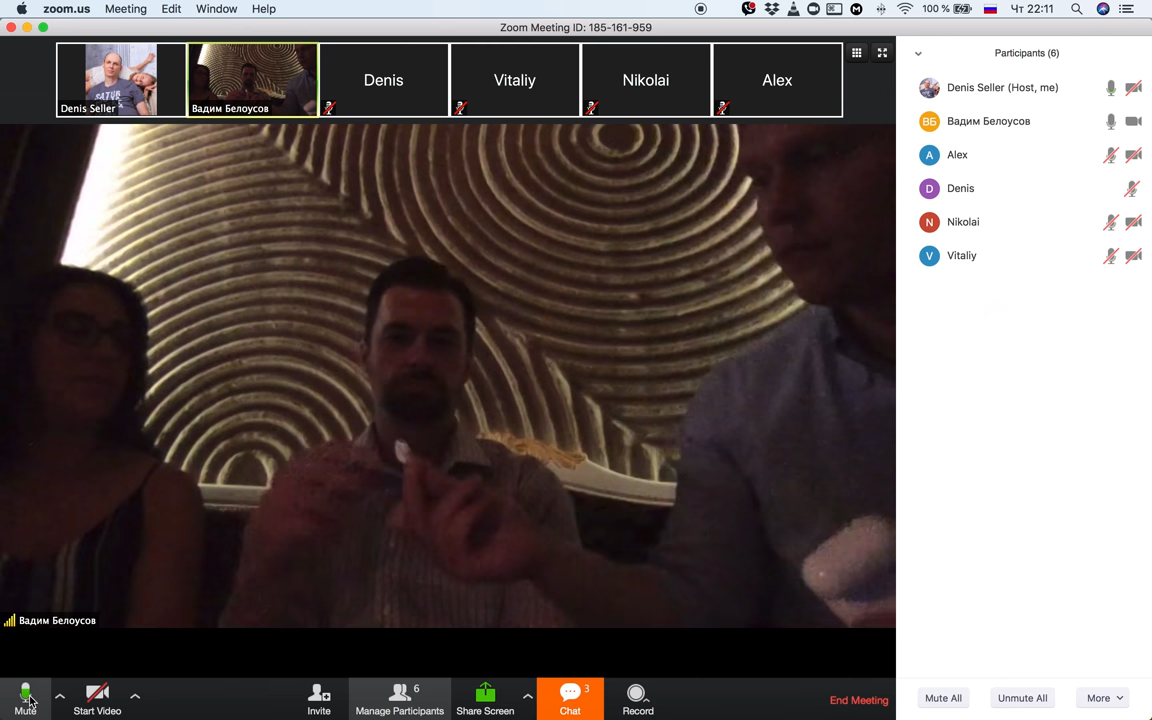 zoom.us Meeting Edit Window Help 100 % Чт 22:11
Zoom Meeting ID: 185-161-959
Denis Seller
Вадим Белоусов
Denis
Vitaliy
Nikolai
Alex
Participants (6)
Denis Seller (Host, me)
ВБ Вадим Белоусов
A Alex
D Denis
N Nikolai
V Vitaliy
Вадим Белоусов
Mute
Start Video
Invite
6
Manage Participants
Share Screen
3
Chat
Record
End Meeting
Mute All
Unmute All
More